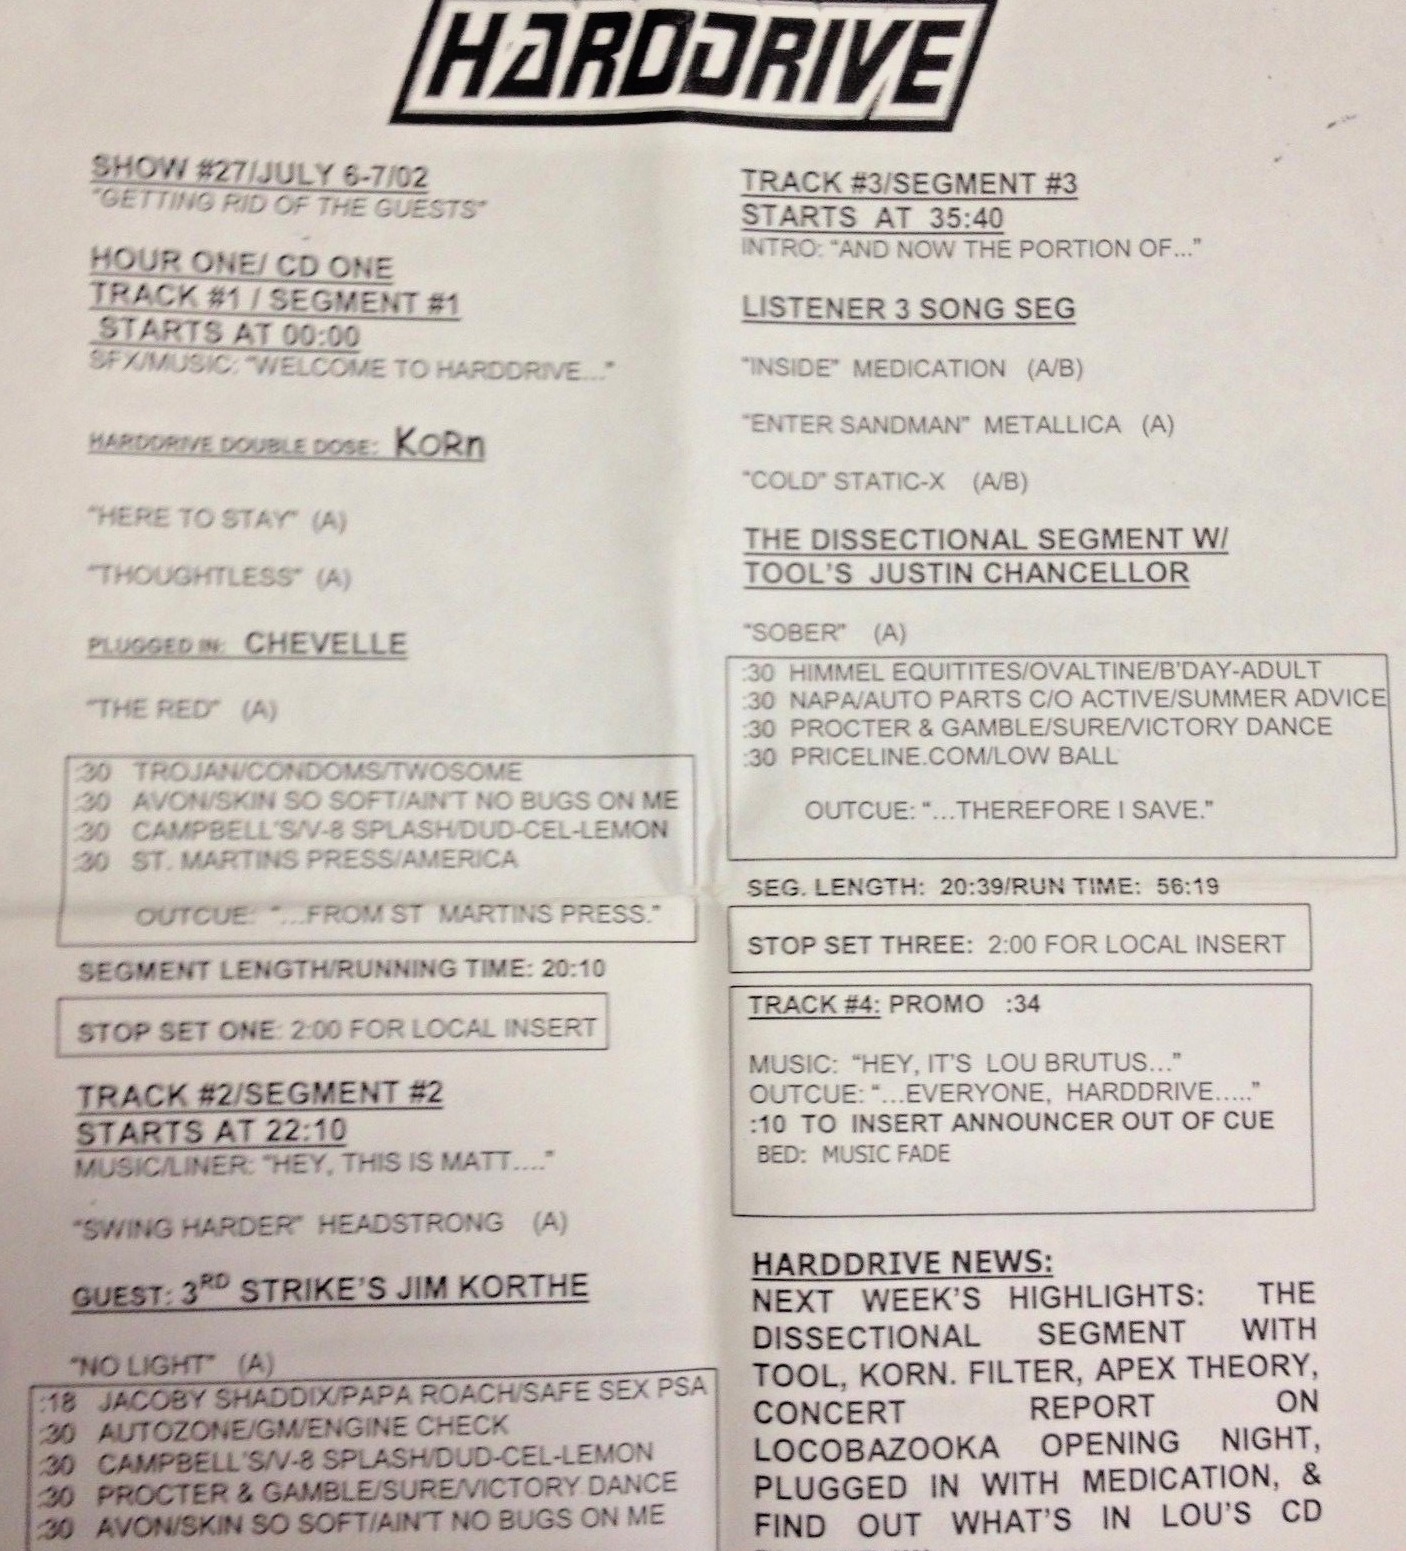 HARDDRIVE
SHOW #27/JULY 6-7/02
"GETTING RID OF THE GUESTS"
HOUR ONE/ CD ONE
TRACK #1 / SEGMENT #1
STARTS AT 00:00
SFX/MUSIC: "WELCOME TO HARDDRIVE..."
HARDDRIVE DOUBLE DOSE: KoRn
"HERE TO STAY" (A)
"THOUGHTLESS" (A)
PLUGGED IN: CHEVELLE
"THE RED" (A)
:30 TROJAN/CONDOMS/TWOSOME
:30 AVON/SKIN SO SOFT/AIN'T NO BUGS ON ME
:30 CAMPBELL'S/V-8 SPLASH/DUD-CEL-LEMON
:30 ST. MARTINS PRESS/AMERICA
OUTCUE: "...FROM ST MARTINS PRESS."
SEGMENT LENGTH/RUNNING TIME: 20:10
STOP SET ONE: 2:00 FOR LOCAL INSERT
TRACK #2/SEGMENT #2
STARTS AT 22:10
MUSIC/LINER: "HEY, THIS IS MATT...."
"SWING HARDER" HEADSTRONG (A)
GUEST: 3RD STRIKE'S JIM KORTHE
"NO LIGHT" (A)
:18 JACOBY SHADDIX/PAPA ROACH/SAFE SEX PSA
:30 AUTOZONE/GM/ENGINE CHECK
:30 CAMPBELL'S/V-8 SPLASH/DUD-CEL-LEMON
:30 PROCTER & GAMBLE/SURE/VICTORY DANCE
:30 AVON/SKIN SO SOFT/AIN'T NO BUGS ON ME
TRACK #3/SEGMENT #3
STARTS AT 35:40
INTRO: "AND NOW THE PORTION OF..."
LISTENER 3 SONG SEG
"INSIDE" MEDICATION (A/B)
"ENTER SANDMAN" METALLICA (A)
"COLD" STATIC-X (A/B)
THE DISSECTIONAL SEGMENT W/
TOOL'S JUSTIN CHANCELLOR
"SOBER" (A)
:30 HIMMEL EQUITITES/OVALTINE/B'DAY-ADULT
:30 NAPA/AUTO PARTS C/O ACTIVE/SUMMER ADVICE
:30 PROCTER & GAMBLE/SURE/VICTORY DANCE
:30 PRICELINE.COM/LOW BALL
OUTCUE: "...THEREFORE I SAVE."
SEG. LENGTH: 20:39/RUN TIME: 56:19
STOP SET THREE: 2:00 FOR LOCAL INSERT
TRACK #4: PROMO :34
MUSIC: "HEY, IT'S LOU BRUTUS..."
OUTCUE: "...EVERYONE, HARDDRIVE....."
:10 TO INSERT ANNOUNCER OUT OF CUE
BED: MUSIC FADE
HARDDRIVE NEWS:
NEXT WEEK'S HIGHLIGHTS: THE
DISSECTIONAL SEGMENT WITH
TOOL, KORN. FILTER, APEX THEORY,
CONCERT REPORT ON
LOCOBAZOOKA OPENING NIGHT,
PLUGGED IN WITH MEDICATION, &
FIND OUT WHAT'S IN LOU'S CD